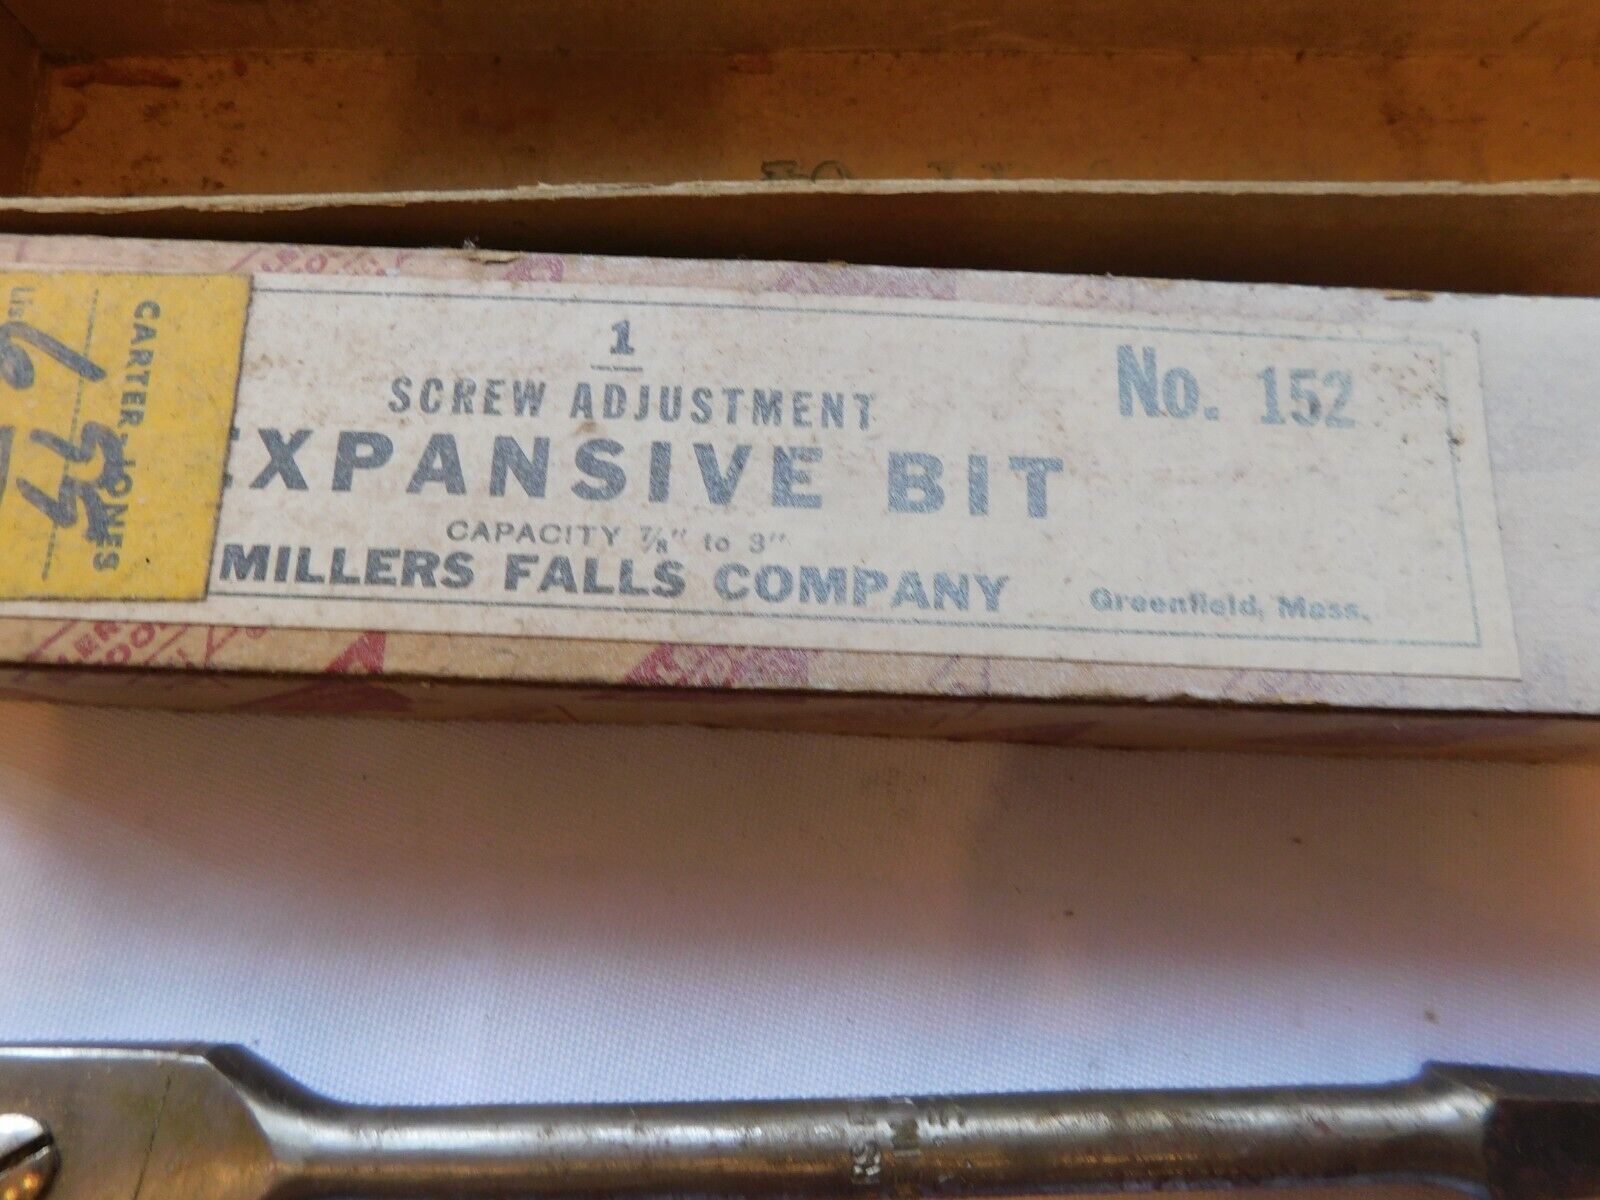 1
SCREW ADJUSTMENT
EXPANSIVE BIT
No. 152
CAPACITY 7/8" to 3"
MILLERS FALLS COMPANY
Greenfield, Mass.
CARTER-JONES